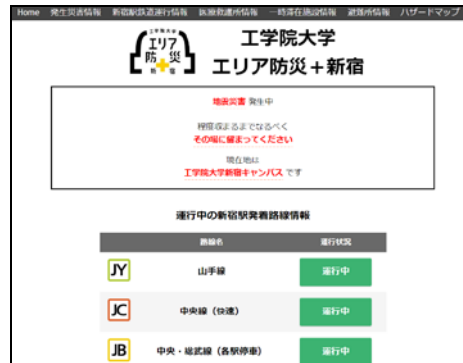 Home 発生災害情報 新宿駅鉄道運行情報 医療救護所情報 一時滞在施設情報 避難所情報 ハザードマップ
工学院大学
エリア
防災
新宿
工学院大学
エリア防災+新宿
地震災害 発生中
程度収まるまでなるべく
その場に留まってください
現在地は
工学院大学新宿キャンパス です
運行中の新宿駅発着路線情報
路線名 運行状況
JY 山手線 運行中
JC 中央線（快速） 運行中
JB 中央・総武線（各駅停車） 運行中